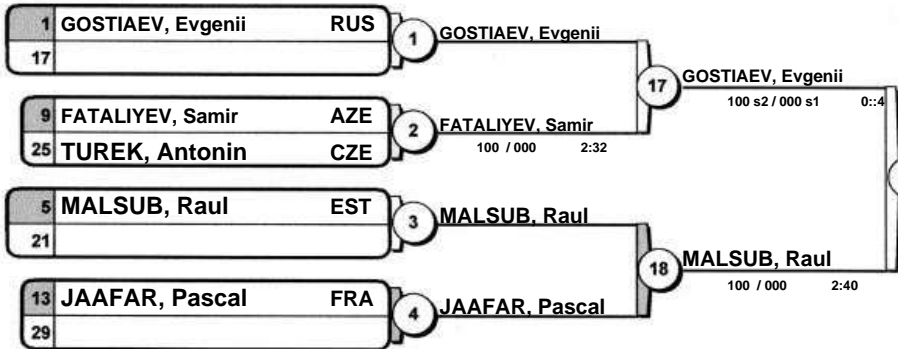 1 GOSTIAEV, Evgenii RUS
17
1
GOSTIAEV, Evgenii
9 FATALIYEV, Samir AZE
25 TUREK, Antonin CZE
2
FATALIYEV, Samir
100 / 000 2:32
17
GOSTIAEV, Evgenii
100 s2 / 000 s1 0::4
5 MALSUB, Raul EST
21
3
MALSUB, Raul
13 JAAFAR, Pascal FRA
29
4
JAAFAR, Pascal
18
MALSUB, Raul
100 / 000 2:40